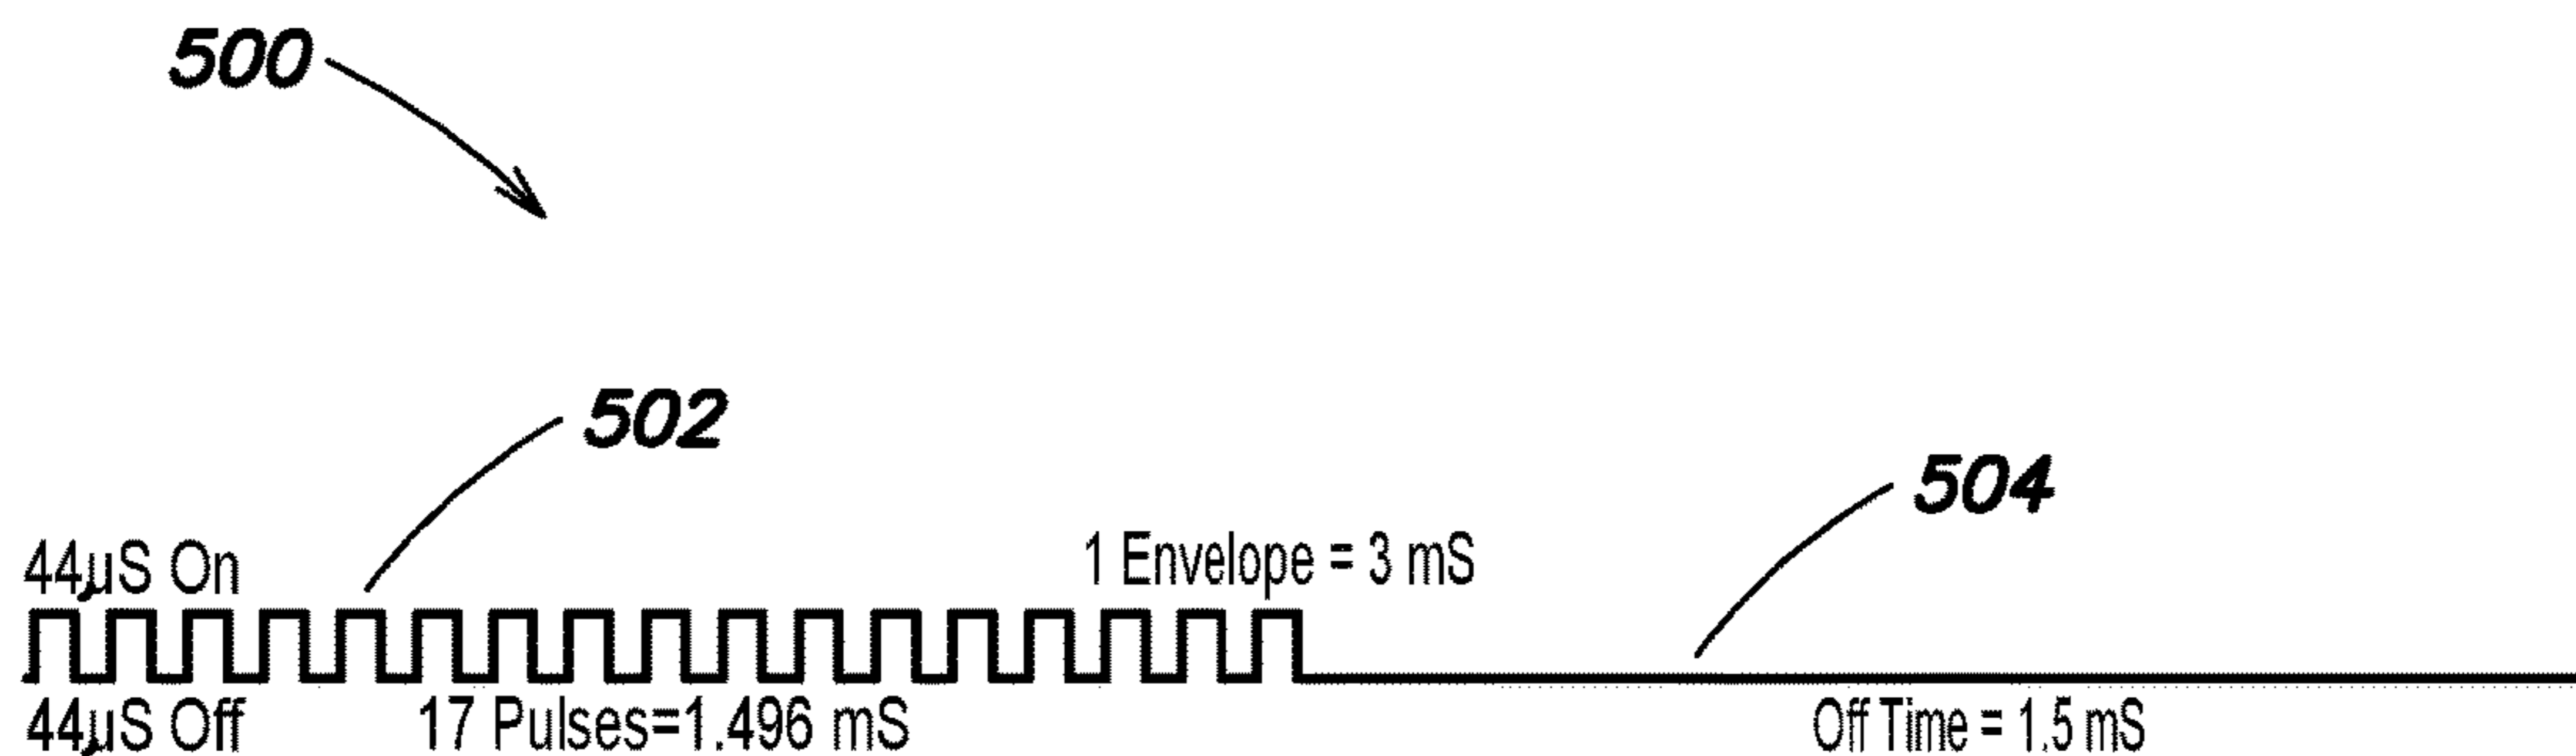 500
502
504
44µS On
1 Envelope = 3 mS
44µS Off
17 Pulses=1.496 mS
Off Time = 1.5 mS